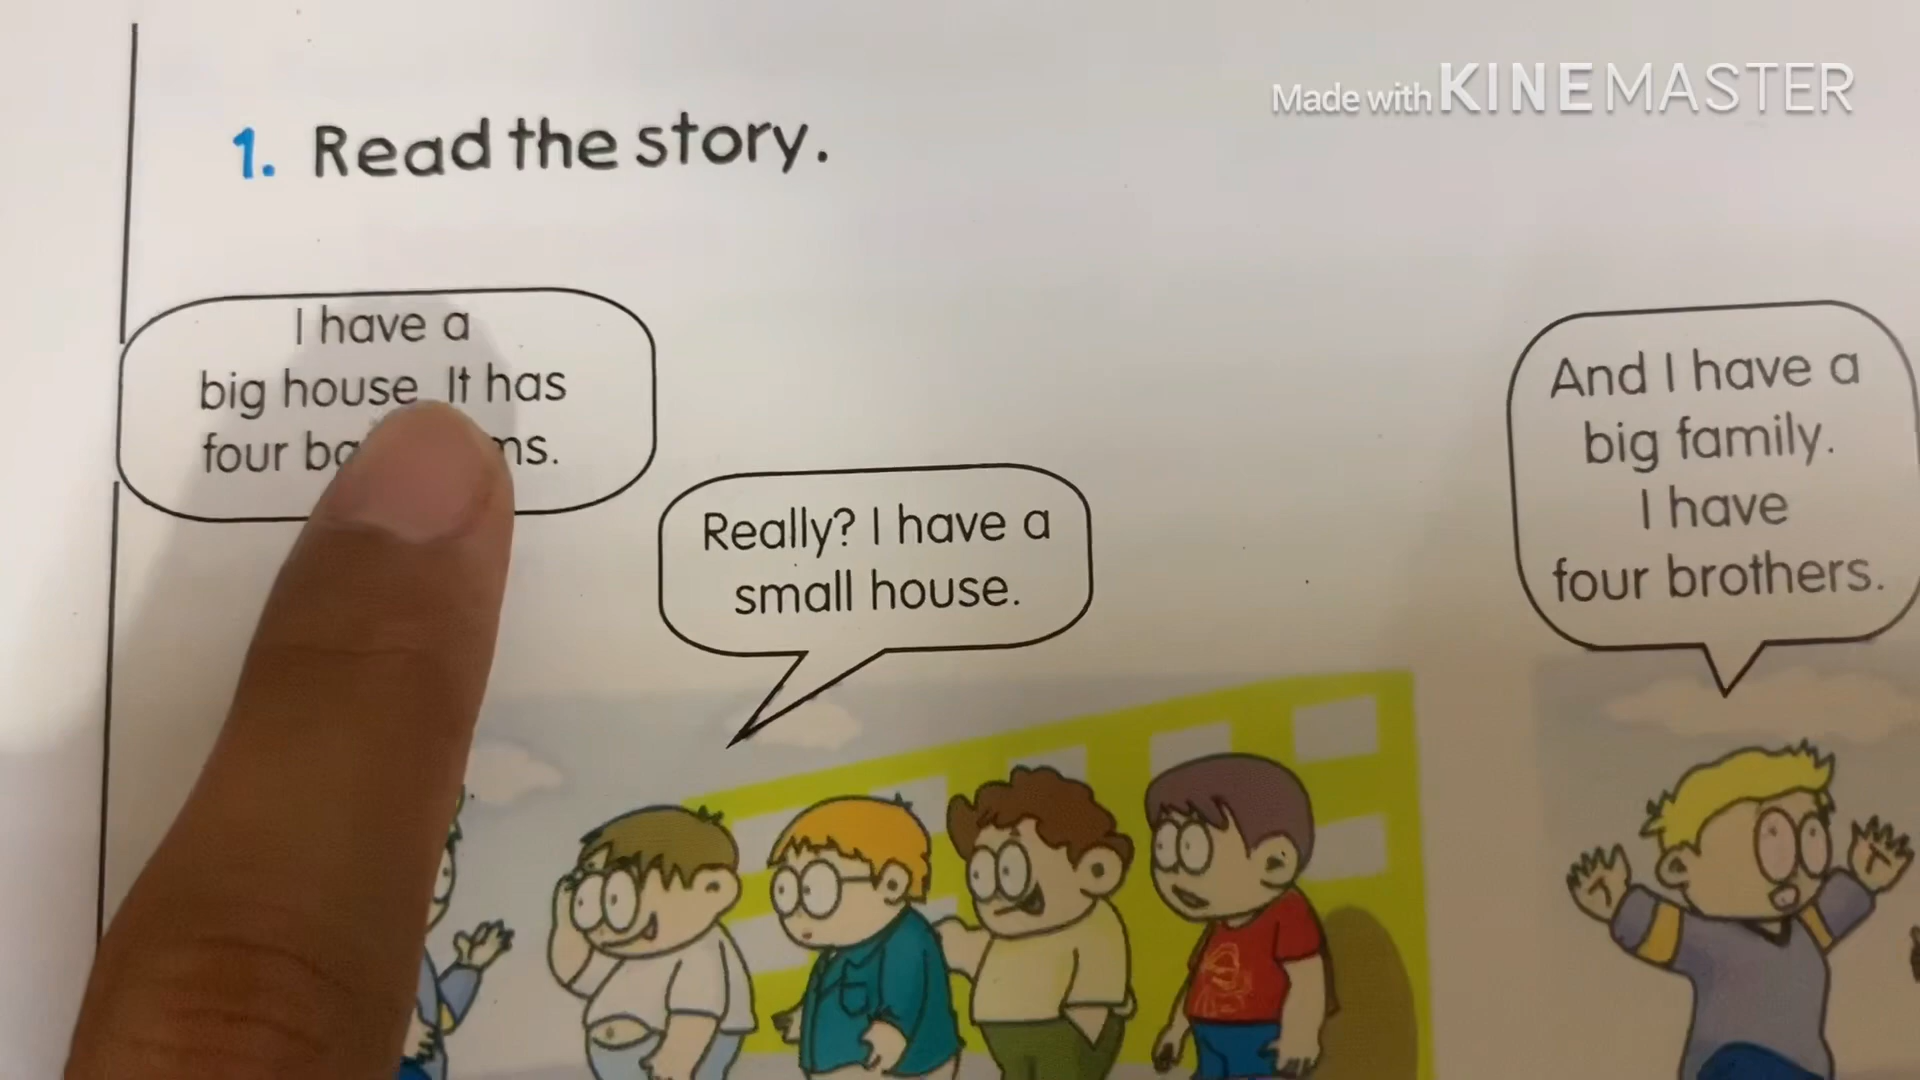 Made with KINEMASTER
1. Read the story.
I have a
big house It has
four
Really? I have a
small house.
And I have a
big family.
I have
four brothers.